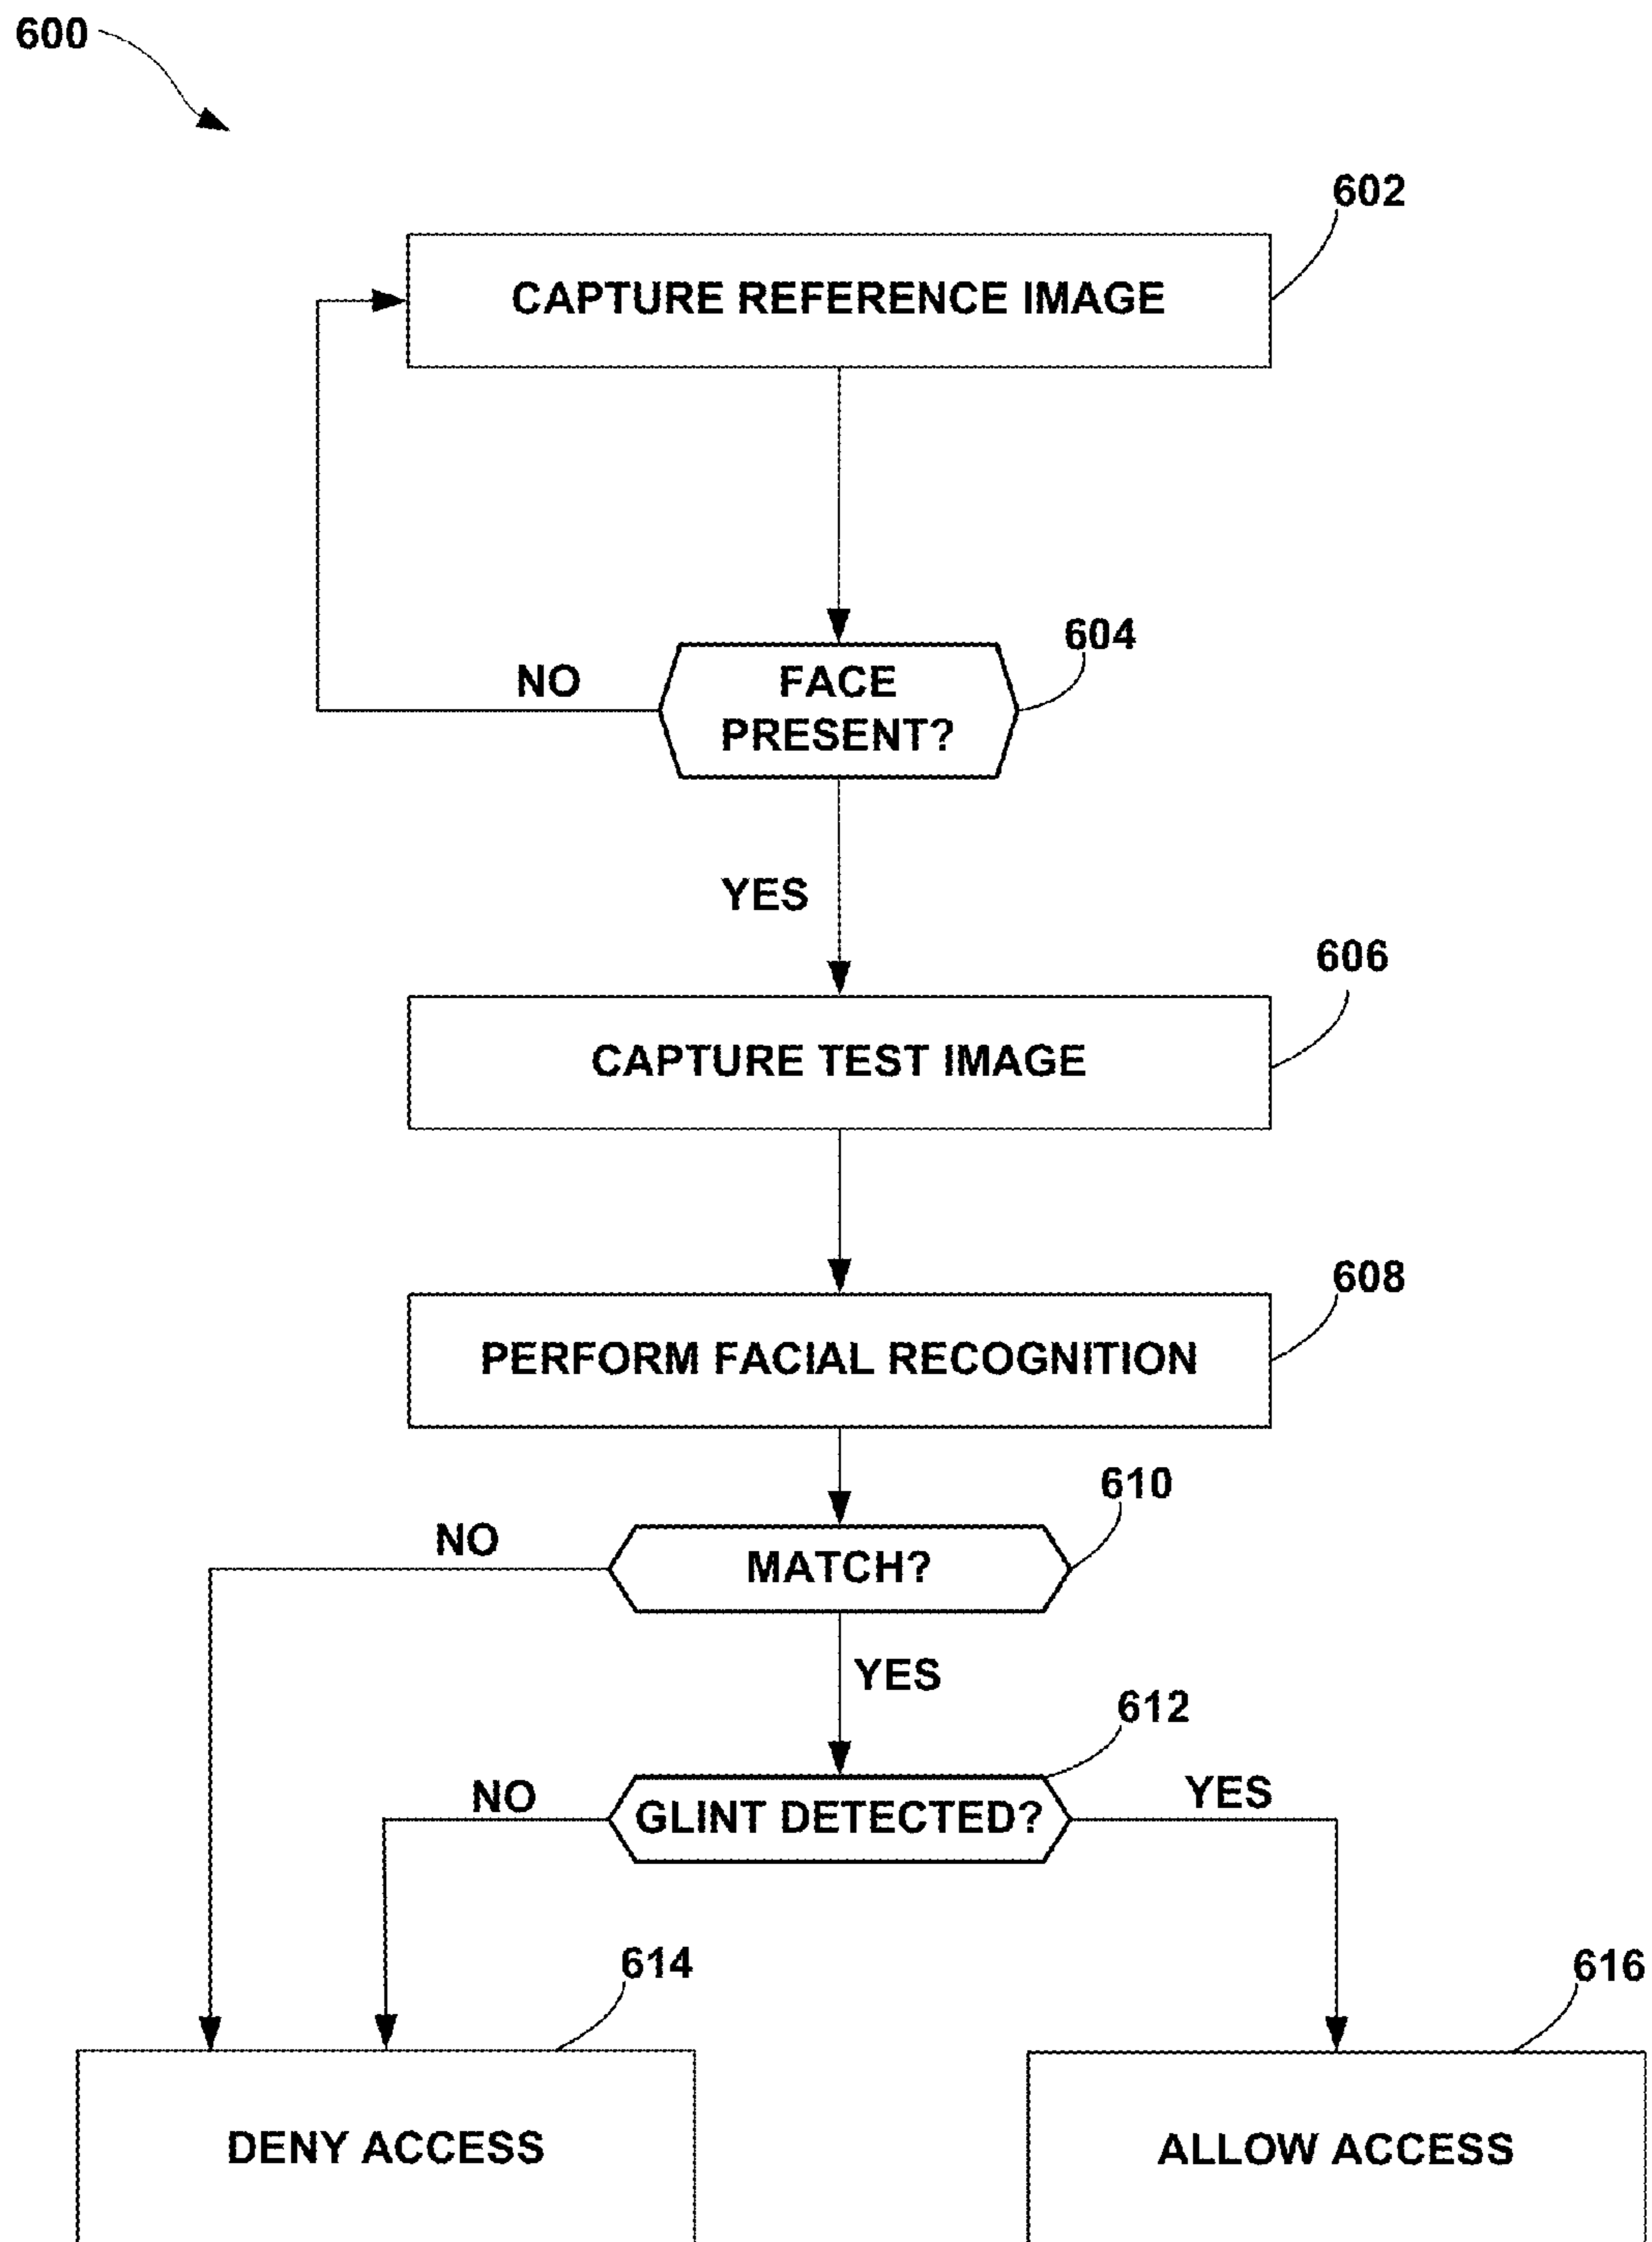 600
602
CAPTURE REFERENCE IMAGE
604
NO
FACE
PRESENT?
YES
606
CAPTURE TEST IMAGE
608
PERFORM FACIAL RECOGNITION
610
NO
MATCH?
YES
612
NO
GLINT DETECTED?
YES
614
616
DENY ACCESS
ALLOW ACCESS